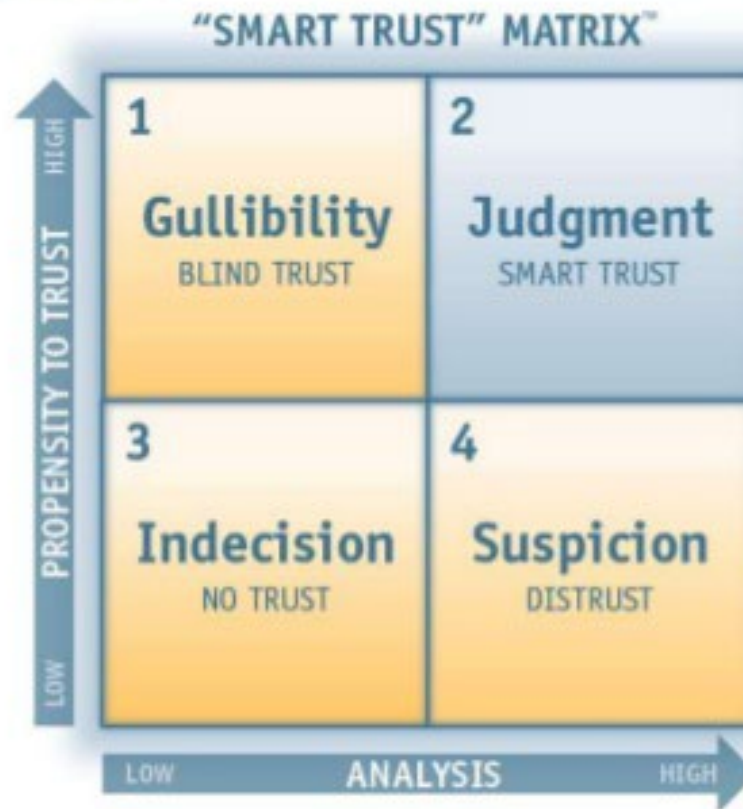 “SMART TRUST” MATRIX™
HIGH
PROPENSITY TO TRUST
LOW
1
Gullibility
BLIND TRUST
2
Judgment
SMART TRUST
3
Indecision
NO TRUST
4
Suspicion
DISTRUST
LOW
ANALYSIS
HIGH